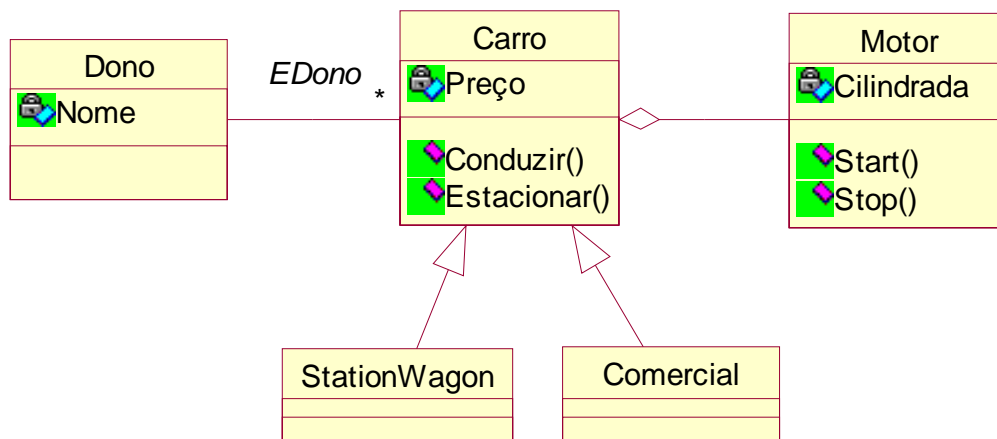 Dono
Nome
EDono
*
Carro
Preço
Conduzir()
Estacionar()
Motor
Cilindrada
Start()
Stop()
StationWagon
Comercial